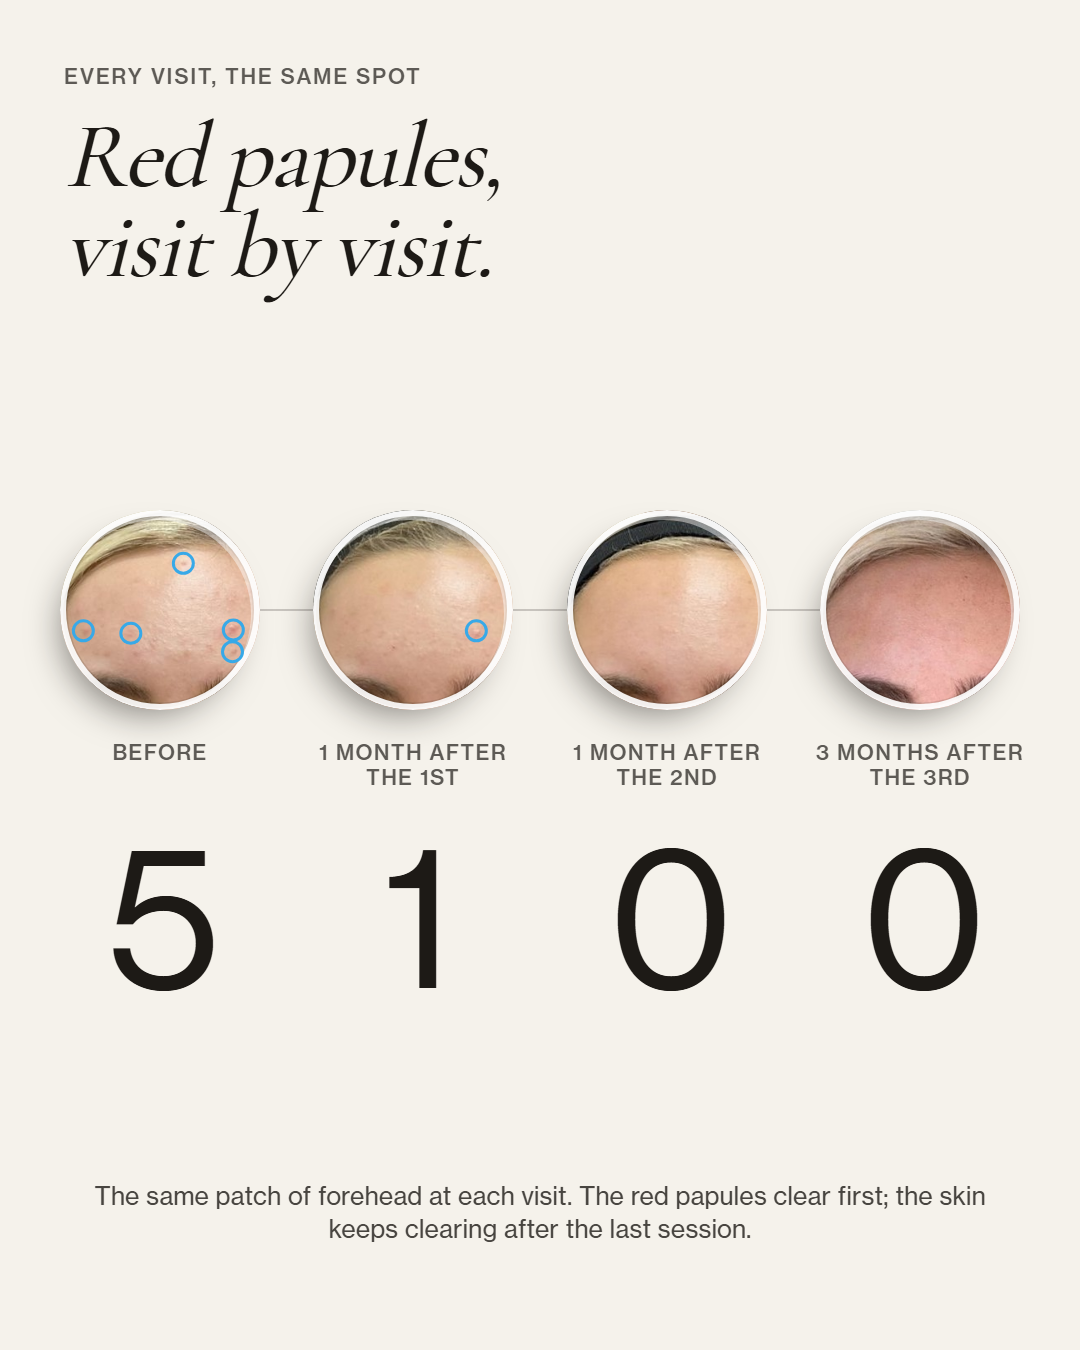 EVERY VISIT, THE SAME SPOT
Red papules,
visit by visit.
BEFORE
1 MONTH AFTER
THE 1ST
1 MONTH AFTER
THE 2ND
3 MONTHS AFTER
THE 3RD
5
1
0
0
The same patch of forehead at each visit. The red papules clear first; the skin
keeps clearing after the last session.